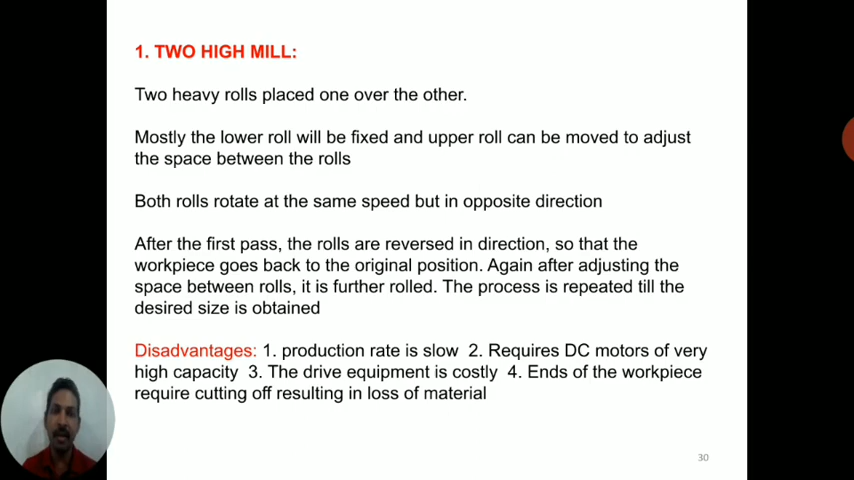 1. TWO HIGH MILL:
Two heavy rolls placed one over the other.
Mostly the lower roll will be fixed and upper roll can be moved to adjust
the space between the rolls
Both rolls rotate at the same speed but in opposite direction
After the first pass, the rolls are reversed in direction, so that the
workpiece goes back to the original position. Again after adjusting the
space between rolls, it is further rolled. The process is repeated till the
desired size is obtained
Disadvantages: 1. production rate is slow 2. Requires DC motors of very
high capacity 3. The drive equipment is costly 4. Ends of the workpiece
require cutting off resulting in loss of material
30